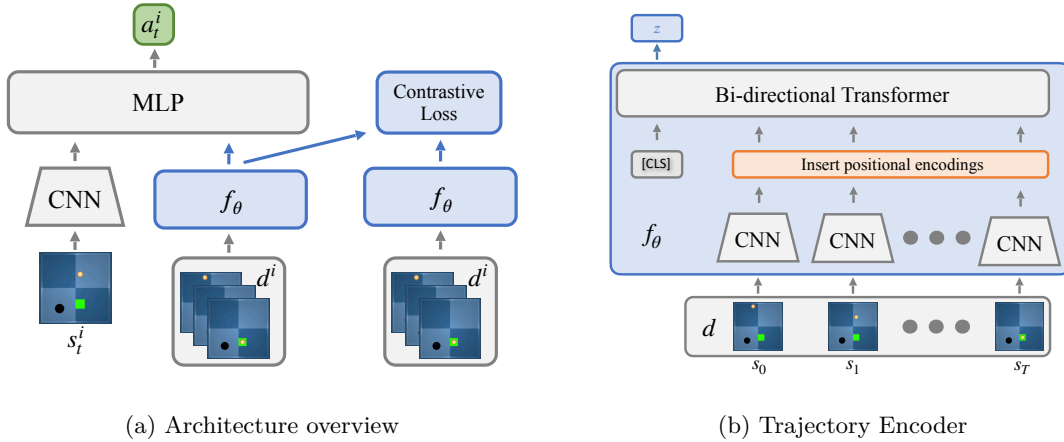 a_t^i
MLP
Contrastive
Loss
CNN
f_θ
f_θ
d^i
d^i
s_t^i
(a) Architecture overview
z
Bi-directional Transformer
[CLS]
Insert positional encodings
f_θ
CNN
CNN
CNN
d
s_0
s_1
s_T
(b) Trajectory Encoder